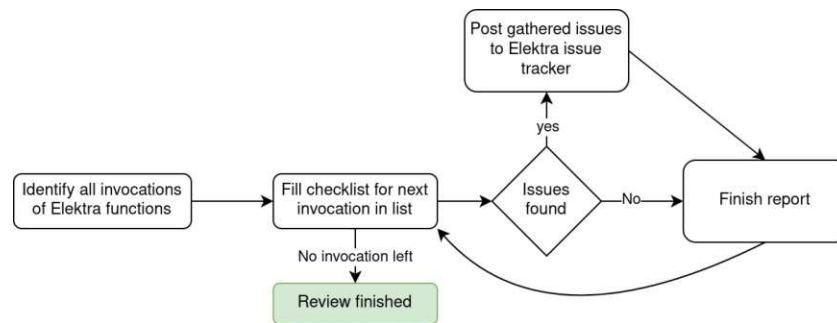 Identify all invocations
of Elektra functions
Fill checklist for next
invocation in list
No invocation left
Review finished
Issues
found
yes
Post gathered issues
to Elektra issue
tracker
No
Finish report